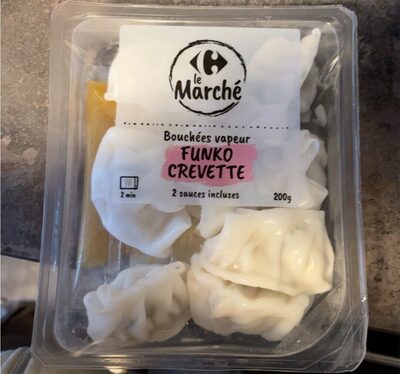 le
Marché
Bouchées vapeur
FUNKO
CREVETTE
2 min
2 sauces incluses
200g